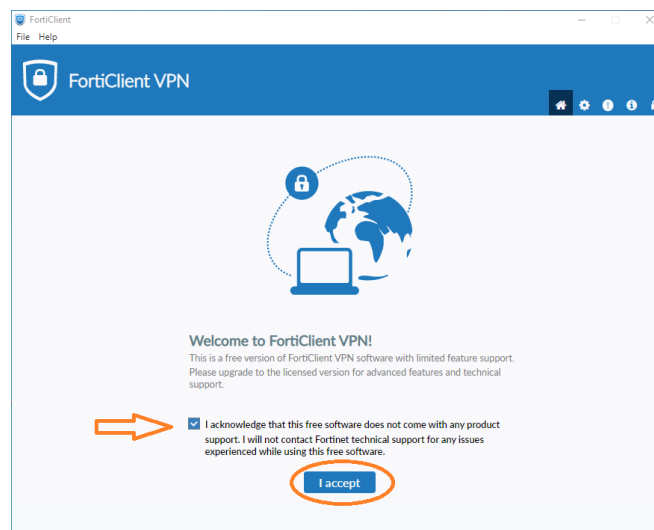 FortiClient
File Help
FortiClient VPN
Welcome to FortiClient VPN!
This is a free version of FortiClient VPN software with limited feature support.
Please upgrade to the licensed version for advanced features and technical
support.
I acknowledge that this free software does not come with any product
support. I will not contact Fortinet technical support for any issues
experienced while using this free software.
I accept